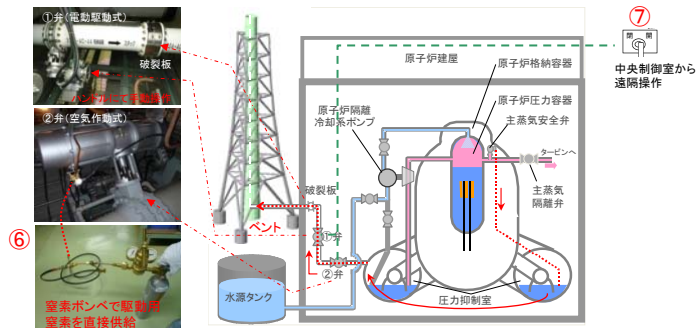 ①弁（電動駆動式）
破裂板
ハンドルにて手動操作
②弁（空気作動式）
⑥
窒素ボンベで駆動用
窒素を直接供給
ベント
水源タンク
破裂板
①弁
②弁
原子炉建屋
原子炉隔離
冷却系ポンプ
原子炉格納容器
原子炉圧力容器
主蒸気安全弁
タービンへ
主蒸気
隔離弁
圧力抑制室
⑦
閉 開
中央制御室から
遠隔操作